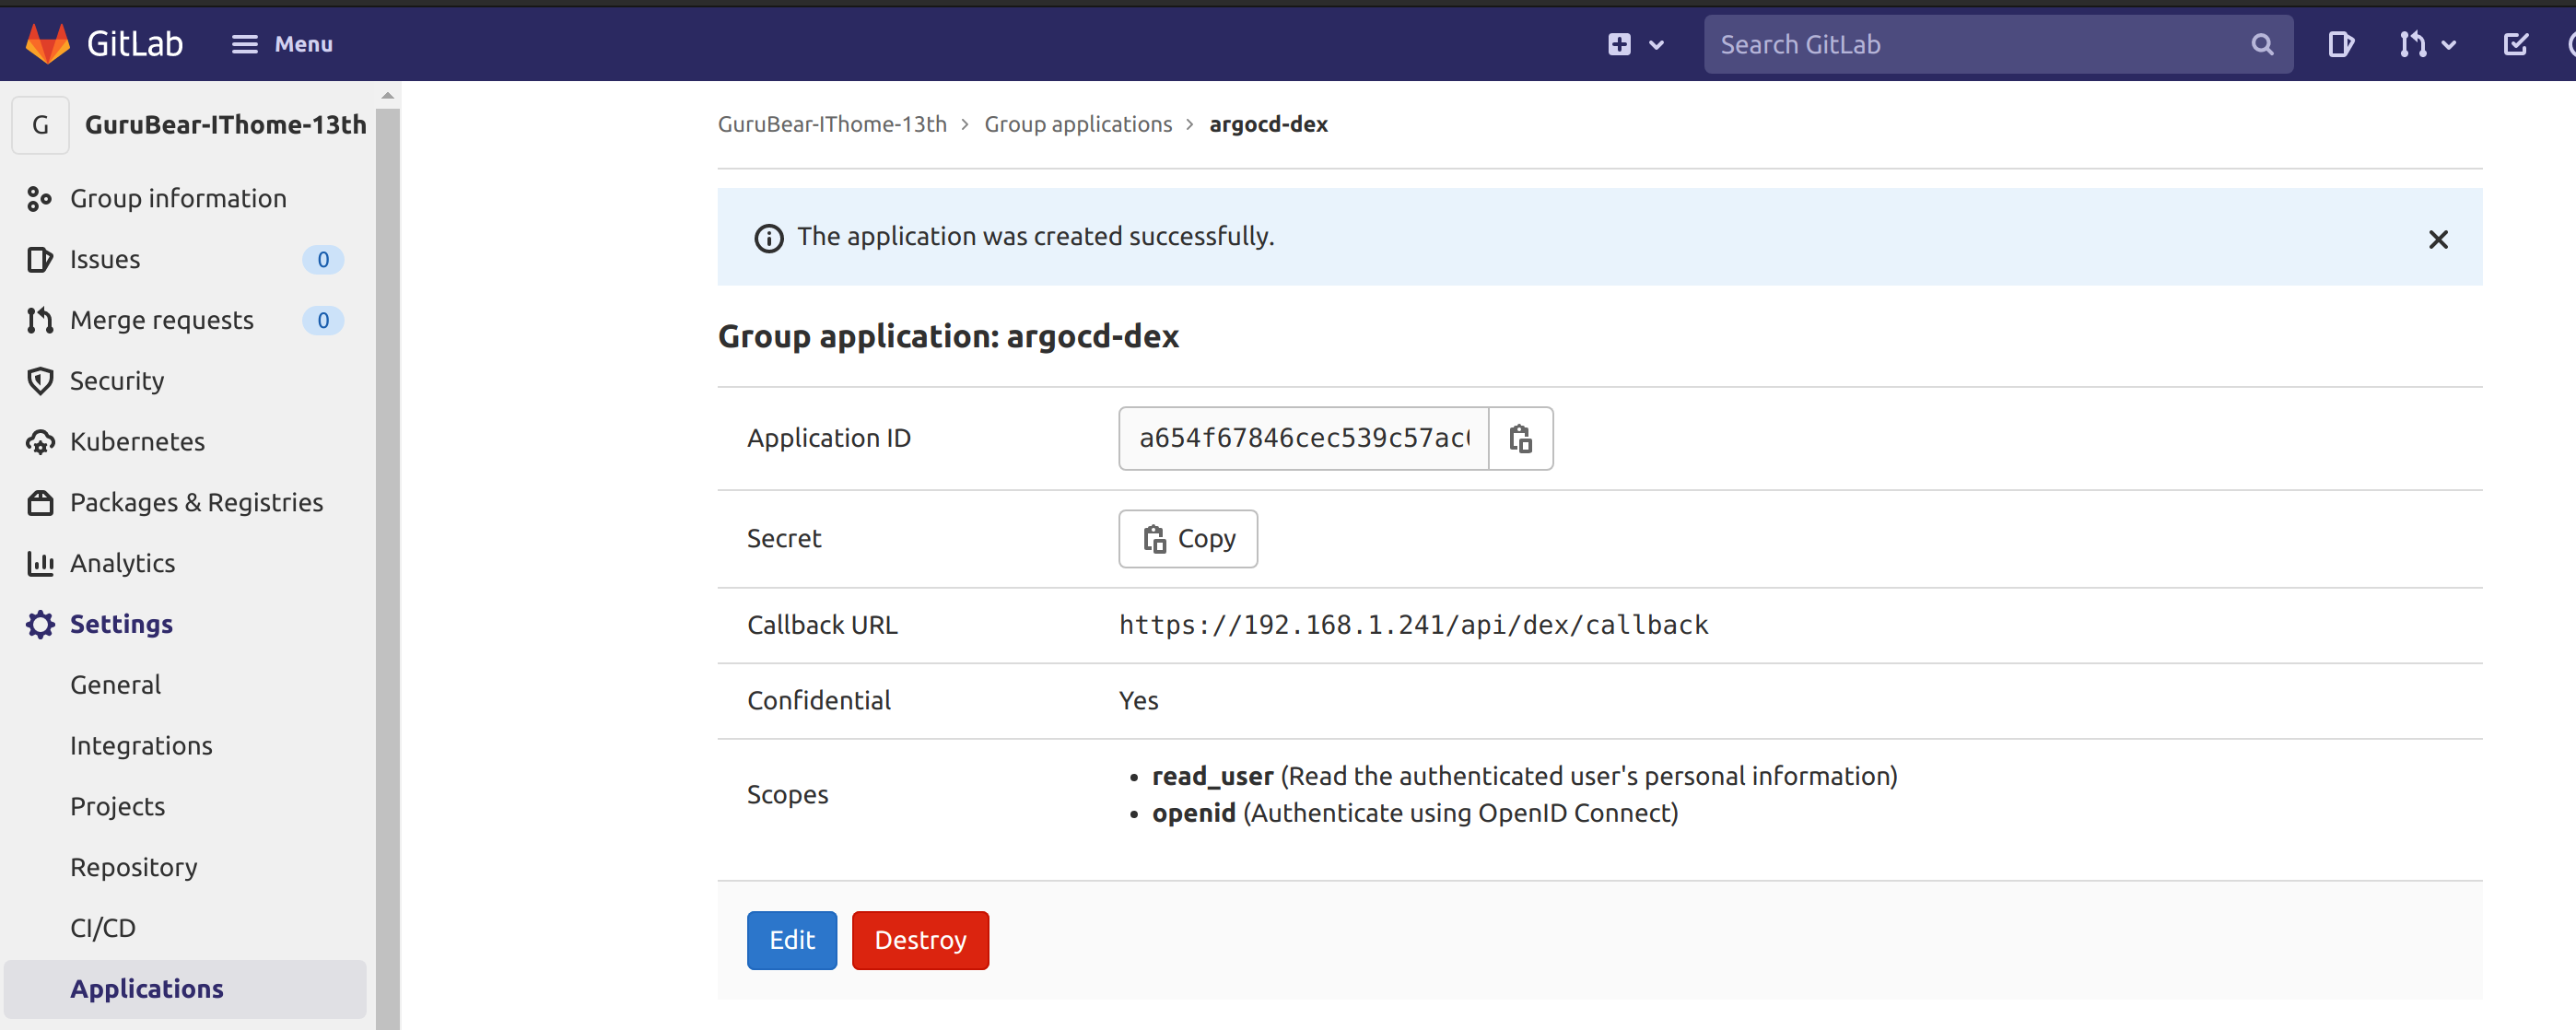 GitLab
Menu
Search GitLab
G
GuruBear-IThome-13th
Group information
Issues 0
Merge requests 0
Security
Kubernetes
Packages & Registries
Analytics
Settings
General
Integrations
Projects
Repository
CI/CD
Applications
GuruBear-IThome-13th > Group applications > argocd-dex
The application was created successfully.
Group application: argocd-dex
Application ID a654f67846cec539c57ac
Secret Copy
Callback URL https://192.168.1.241/api/dex/callback
Confidential Yes
Scopes
• read_user (Read the authenticated user's personal information)
• openid (Authenticate using OpenID Connect)
Edit Destroy